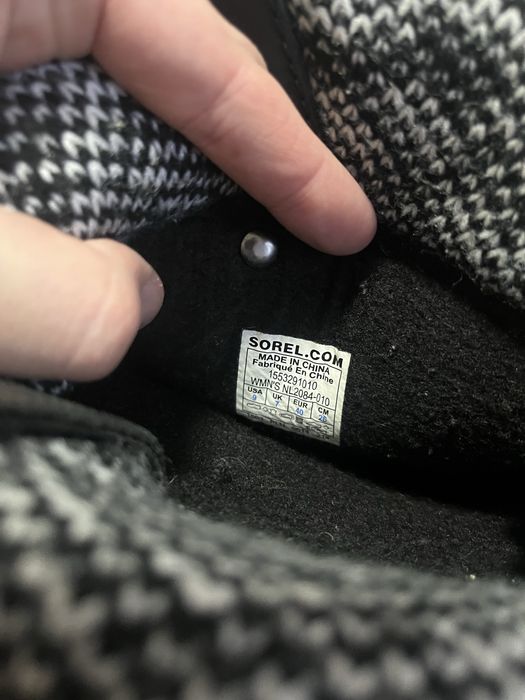 SOREL.COM
MADE IN CHINA
Fabriqué En Chine
1553291010
WMN'S NL2084-010
USA UK EUR CM
9 7 40 26